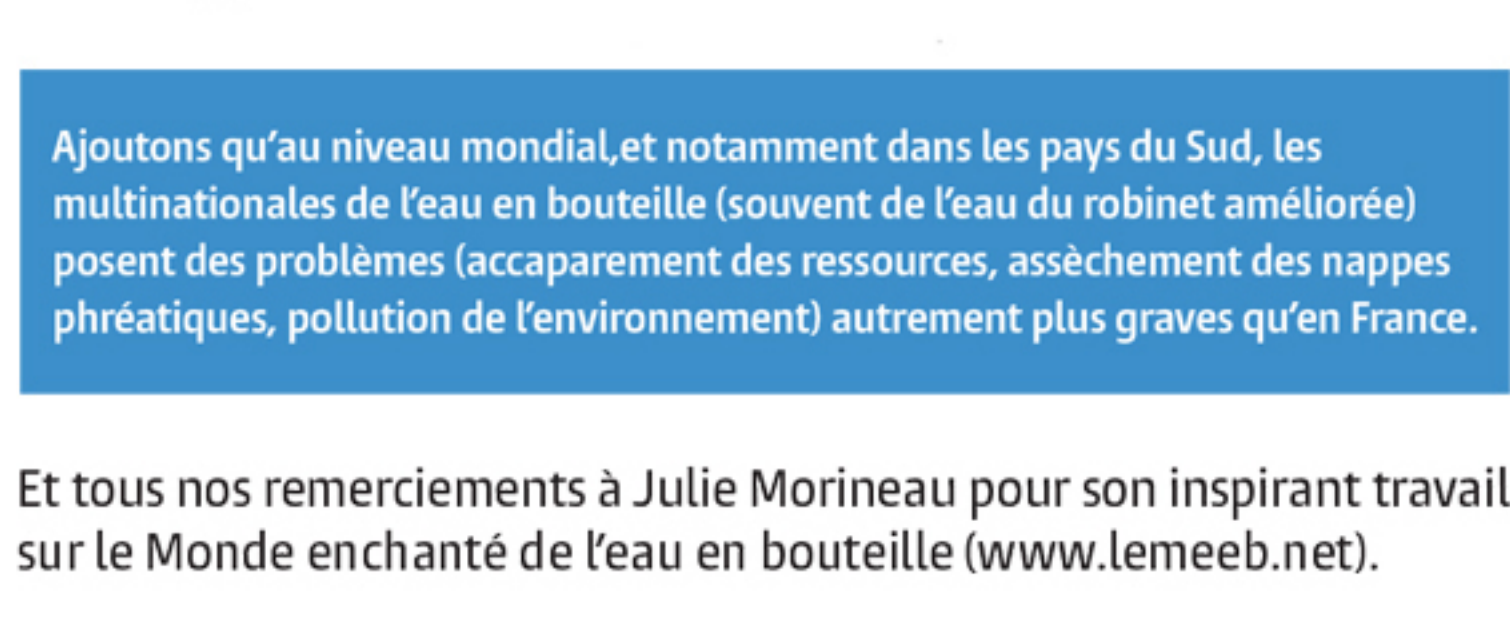 Ajoutons qu’au niveau mondial,et notamment dans les pays du Sud, les
multinationales de l’eau en bouteille (souvent de l’eau du robinet améliorée)
posent des problèmes (accaparement des ressources, assèchement des nappes
phréatiques, pollution de l’environnement) autrement plus graves qu’en France.
Et tous nos remerciements à Julie Morineau pour son inspirant travail
sur le Monde enchanté de l’eau en bouteille (www.lemeeb.net).